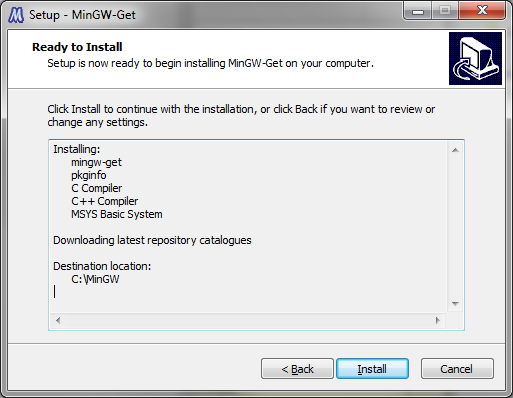 Setup - MinGW-Get
Ready to Install
Setup is now ready to begin installing MinGW-Get on your computer.
Click Install to continue with the installation, or click Back if you want to review or
change any settings.
Installing:
mingw-get
pkginfo
C Compiler
C++ Compiler
MSYS Basic System
Downloading latest repository catalogues
Destination location:
C:\MinGW
< Back
Install
Cancel